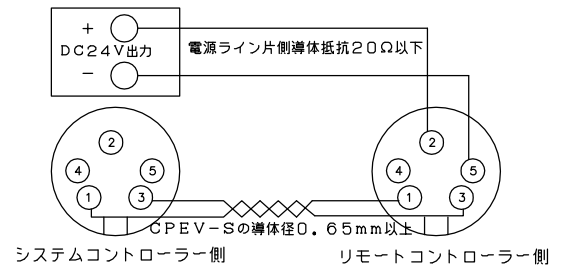 +
DC24V出力
−
電源ライン片側導体抵抗20Ω以下
2
4
5
1
3
2
4
5
1
3
CPEV−Sの導体径0.65mm以上
システムコントローラー側
リモートコントローラー側